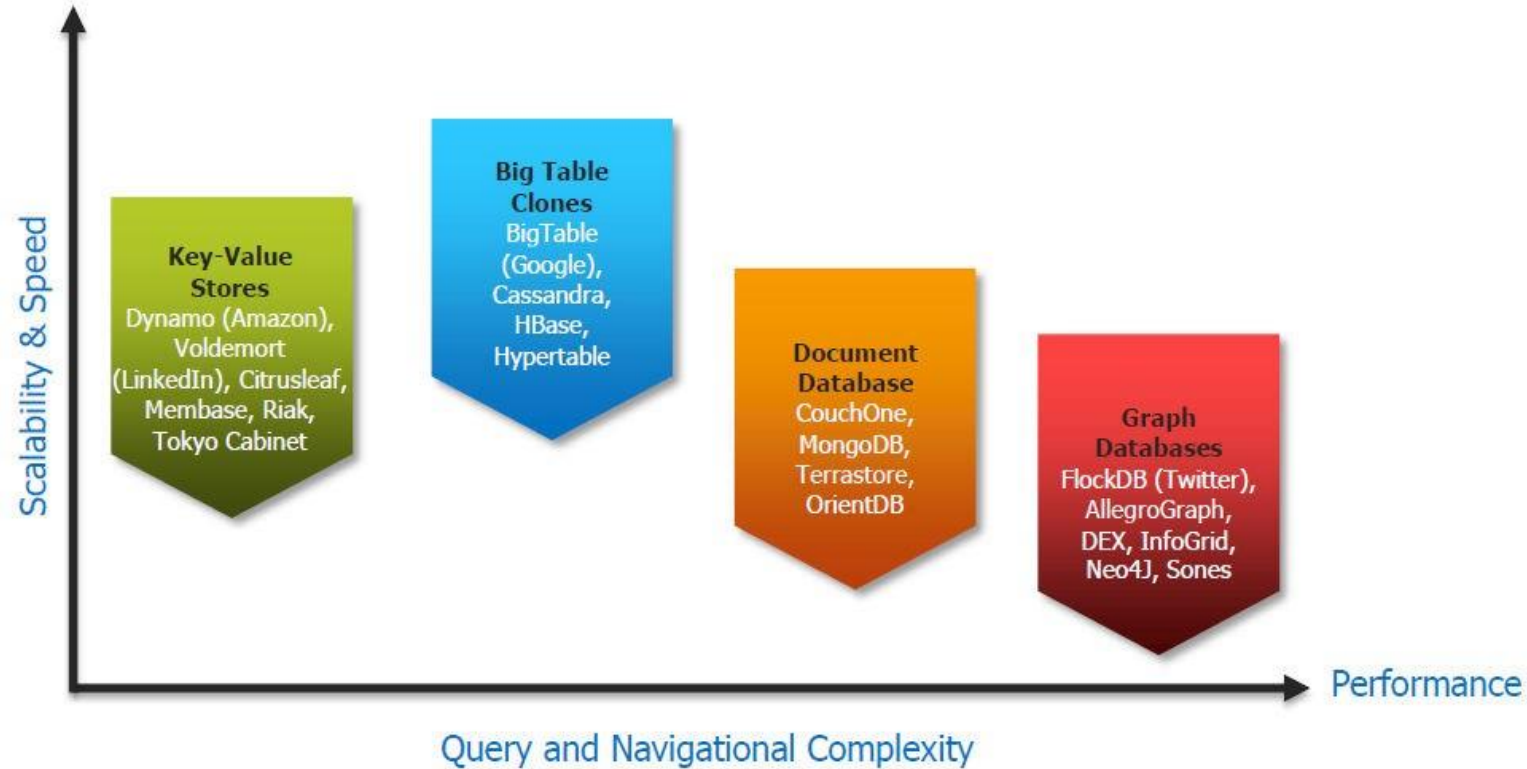 Scalability & Speed
Key-Value
Stores
Dynamo (Amazon),
Voldemort
(LinkedIn), Citrusleaf,
Membase, Riak,
Tokyo Cabinet
Big Table
Clones
BigTable
(Google),
Cassandra,
HBase,
Hypertable
Document
Database
CouchOne,
MongoDB,
Terrastore,
OrientDB
Graph
Databases
FlockDB (Twitter),
AllegroGraph,
DEX, InfoGrid,
Neo4J, Sones
Performance
Query and Navigational Complexity